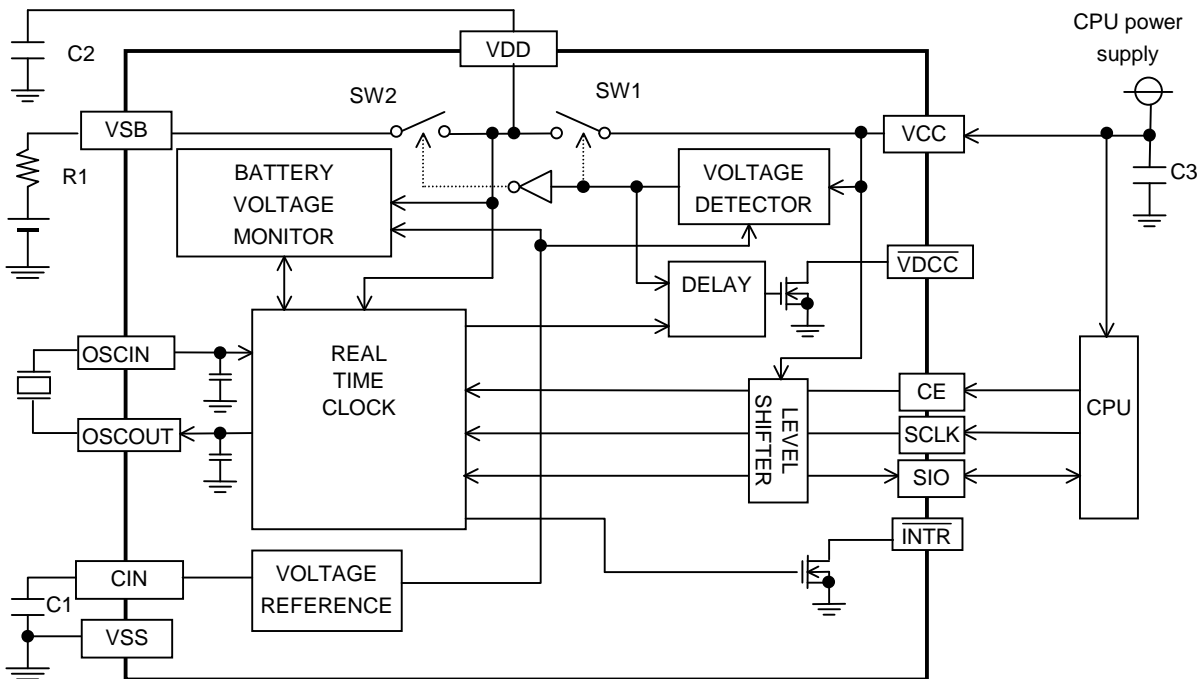 CPU power
supply
C2
VDD
SW2
SW1
VSB
VCC
R1
BATTERY
VOLTAGE
MONITOR
VOLTAGE
DETECTOR
C3
VDCC
DELAY
OSCIN
REAL
TIME
CLOCK
OSCOUT
LEVEL
SHIFTER
CE
SCLK
SIO
CPU
INTR
CIN
VOLTAGE
REFERENCE
C1
VSS